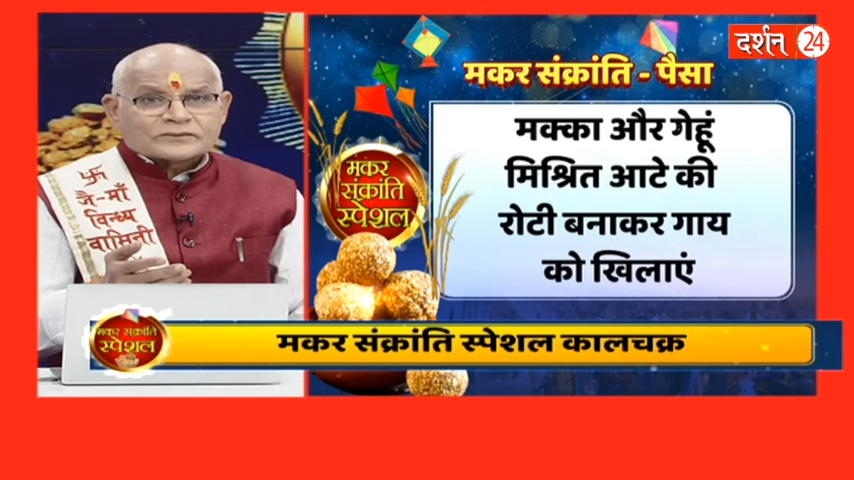 दर्शन 24
मकर संक्रांति - पैसा
मक्का और गेहूं
मिश्रित आटे की
रोटी बनाकर गाय
को खिलाएं
मकर
संक्रांति
स्पेशल
जै-माँ
विन्ध्य
वासिनी
मकर संक्रांति
स्पेशल
मकर संक्रांति स्पेशल कालचक्र